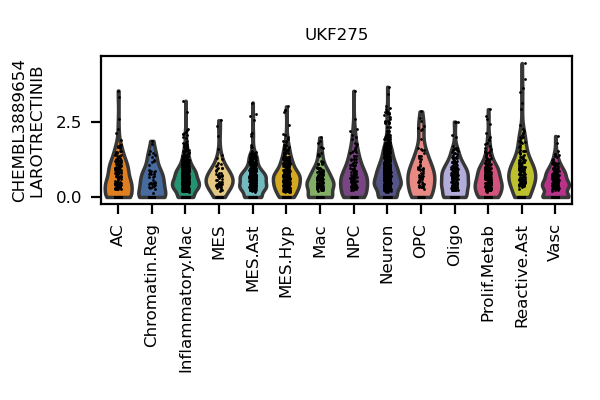 UKF275
CHEMBL3889654
LAROTRECTINIB
2.5
0.0
AC
Chromatin.Reg
Inflammatory.Mac
MES
MES.Ast
MES.Hyp
Mac
NPC
Neuron
OPC
Oligo
Prolif.Metab
Reactive.Ast
Vasc